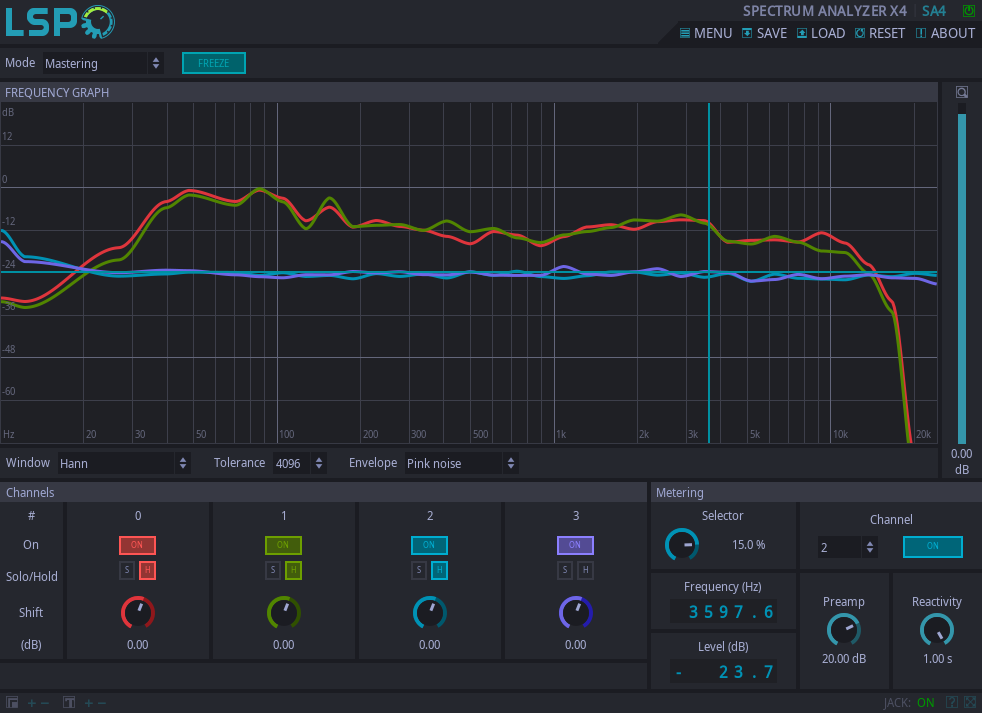 LSP
SPECTRUM ANALYZER X4 SA4
MENU SAVE LOAD RESET ABOUT
Mode Mastering FREEZE
FREQUENCY GRAPH
dB
12
0
-12
-24
-36
-48
-60
Hz 20 30 50 100 200 300 500 1k 2k 3k 5k 10k 20k
0.00
dB
Window Hann Tolerance 4096 Envelope Pink noise
Channels
# 0 1 2 3
On ON ON ON ON
Solo/Hold S H S H S H S H
Shift
(dB) 0.00 0.00 0.00 0.00
Metering
Selector
15.0 %
Channel
2 ON
Frequency (Hz)
3597.6
Level (dB)
- 23.7
Preamp
20.00 dB
Reactivity
1.00 s
+ − T + −
JACK: ON ?